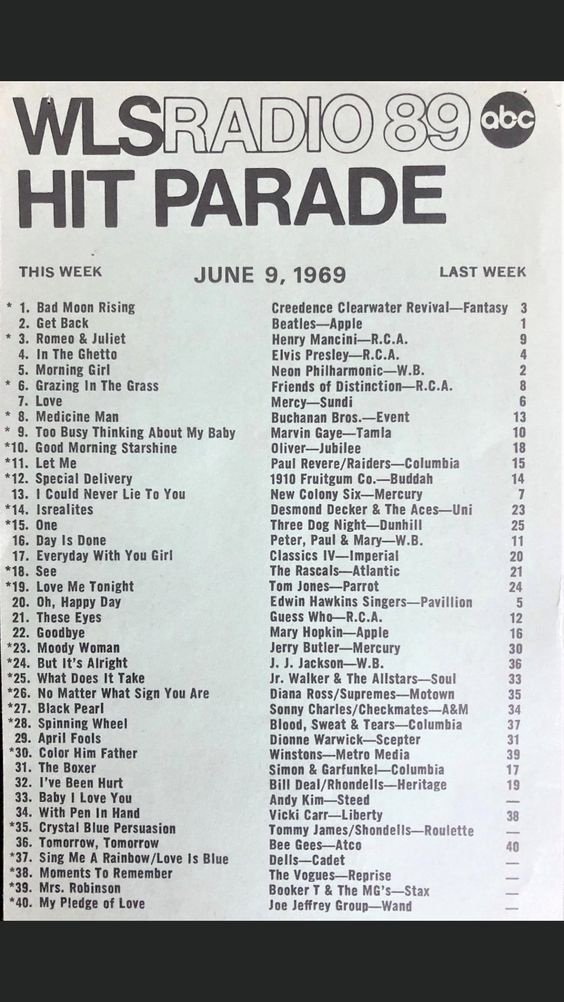 WLSRADIO 89 abc
HIT PARADE
THIS WEEK JUNE 9, 1969 LAST WEEK
* 1. Bad Moon Rising Creedence Clearwater Revival—Fantasy 3
2. Get Back Beatles—Apple 1
* 3. Romeo & Juliet Henry Mancini—R.C.A. 9
4. In The Ghetto Elvis Presley—R.C.A. 4
5. Morning Girl Neon Philharmonic—W.B. 2
* 6. Grazing In The Grass Friends of Distinction—R.C.A. 8
7. Love Mercy—Sundi 6
* 8. Medicine Man Buchanan Bros.—Event 13
* 9. Too Busy Thinking About My Baby Marvin Gaye—Tamla 10
*10. Good Morning Starshine Oliver—Jubilee 18
*11. Let Me Paul Revere/Raiders—Columbia 15
*12. Special Delivery 1910 Fruitgum Co.—Buddah 14
13. I Could Never Lie To You New Colony Six—Mercury 7
*14. Isrealites Desmond Decker & The Aces—Uni 23
*15. One Three Dog Night—Dunhill 25
16. Day Is Done Peter, Paul & Mary—W.B. 11
17. Everyday With You Girl Classics IV—Imperial 20
*18. See The Rascals—Atlantic 21
*19. Love Me Tonight Tom Jones—Parrot 24
20. Oh, Happy Day Edwin Hawkins Singers—Pavillion 5
21. These Eyes Guess Who—R.C.A. 12
22. Goodbye Mary Hopkin—Apple 16
*23. Moody Woman Jerry Butler—Mercury 30
*24. But It's Alright J. J. Jackson—W.B. 36
*25. What Does It Take Jr. Walker & The Allstars—Soul 33
*26. No Matter What Sign You Are Diana Ross/Supremes—Motown 35
*27. Black Pearl Sonny Charles/Checkmates—A&M 34
*28. Spinning Wheel Blood, Sweat & Tears—Columbia 37
29. April Fools Dionne Warwick—Scepter 31
*30. Color Him Father Winstons—Metro Media 39
31. The Boxer Simon & Garfunkel—Columbia 17
32. I've Been Hurt Bill Deal/Rhondells—Heritage 19
33. Baby I Love You Andy Kim—Steed —
34. With Pen In Hand Vicki Carr—Liberty 38
*35. Crystal Blue Persuasion Tommy James/Shondells—Roulette —
36. Tomorrow, Tomorrow Bee Gees—Atco 40
*37. Sing Me A Rainbow/Love Is Blue Dells—Cadet —
*38. Moments To Remember The Vogues—Reprise —
*39. Mrs. Robinson Booker T & The MG's—Stax —
*40. My Pledge of Love Joe Jeffrey Group—Wand —